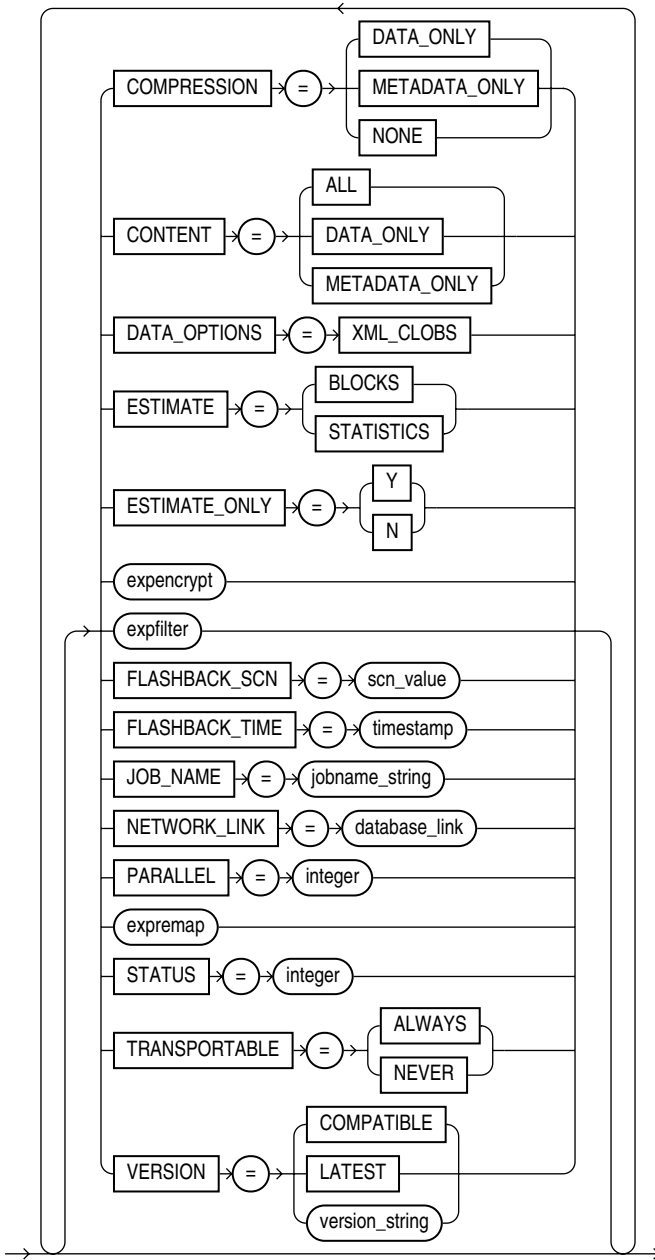 DATA_ONLY
COMPRESSION = METADATA_ONLY
NONE
ALL
CONTENT = DATA_ONLY
METADATA_ONLY
DATA_OPTIONS = XML_CLOBS
BLOCKS
ESTIMATE =
STATISTICS
Y
ESTIMATE_ONLY =
N
expencrypt
expfilter
FLASHBACK_SCN = scn_value
FLASHBACK_TIME = timestamp
JOB_NAME = jobname_string
NETWORK_LINK = database_link
PARALLEL = integer
expremap
STATUS = integer
ALWAYS
TRANSPORTABLE =
NEVER
COMPATIBLE
VERSION = LATEST
version_string